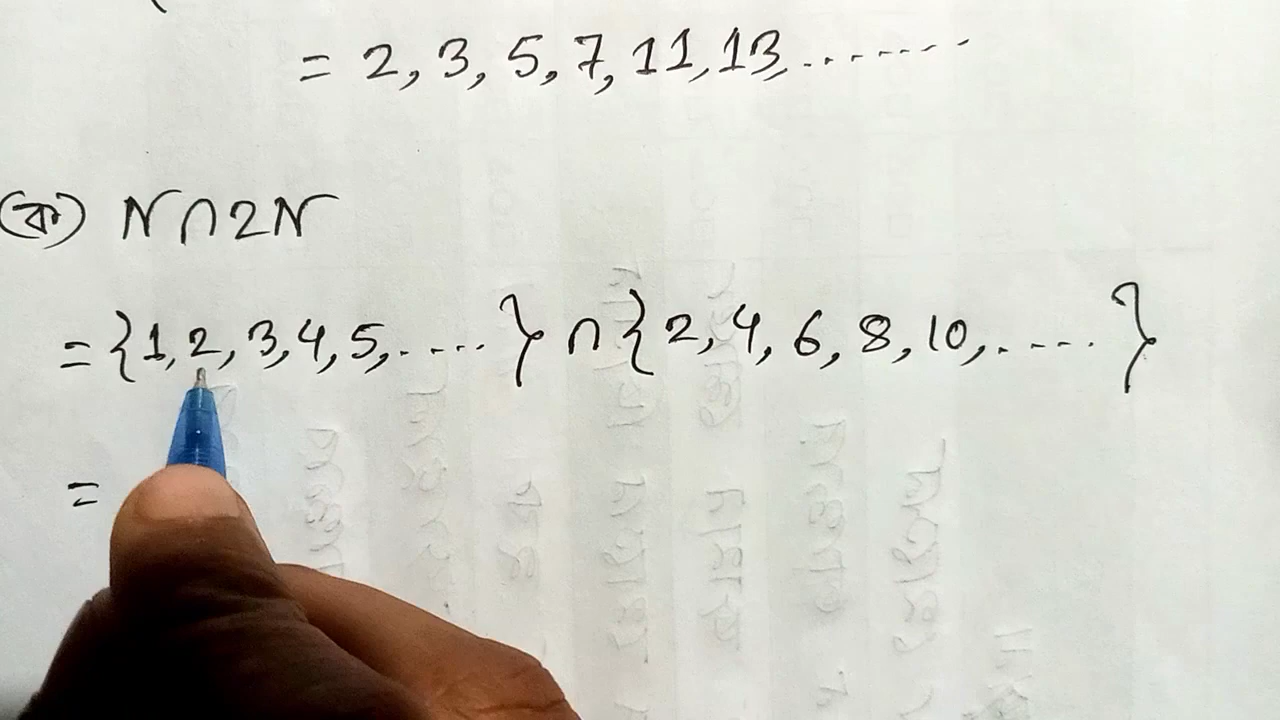 = 2, 3, 5, 7, 11, 13, .......
(ক) N ∩ 2N
= {1, 2, 3, 4, 5, .....} ∩ {2, 4, 6, 8, 10, .....}
=